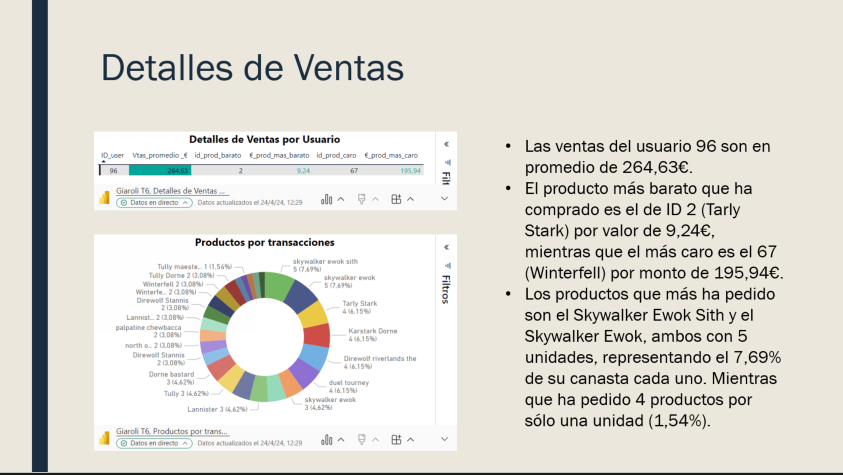 Detalles de Ventas
Detalles de Ventas por Usuario
ID_user Vtas_promedio_€ id_prod_barato €_prod_mas_barato id_prod_caro €_prod_mas_caro
96 264,63 2 9,24 67 195,94
Giaroli T6, Detalles de Ventas ...
Datos en directo Datos actualizados el 24/4/24, 12:29
Filt
Productos por transacciones
Tully maeste... 1 (1,54%)
Tully Dorne 2 (3,08%)
Winterfell 2 (3,08%)
Winterfe... 2 (3,08%)
Direwolf Stannis
2 (3,08%)
Lannist... 2 (3,08%)
palpatine chewbacca
2 (3,08%)
north o... 2 (3,08%)
Direwolf Stannis
2 (3,08%)
Dorne bastard
3 (4,62%)
Tully 3 (4,62%)
Lannister 3 (4,62%)
skywalker ewok sith
5 (7,69%)
skywalker ewok
5 (7,69%)
Tarly Stark
4 (6,15%)
Karstark Dorne
4 (6,15%)
Direwolf riverlands the
4 (6,15%)
duel tourney
4 (6,15%)
skywalker ewok
3 (4,62%)
Filtros
Giaroli T6, Productos por trans...
Datos en directo Datos actualizados el 24/4/24, 12:29
• Las ventas del usuario 96 son en
promedio de 264,63€.
• El producto más barato que ha
comprado es el de ID 2 (Tarly
Stark) por valor de 9,24€,
mientras que el más caro es el 67
(Winterfell) por monto de 195,94€.
• Los productos que más ha pedido
son el Skywalker Ewok Sith y el
Skywalker Ewok, ambos con 5
unidades, representando el 7,69%
de su canasta cada uno. Mientras
que ha pedido 4 productos por
sólo una unidad (1,54%).